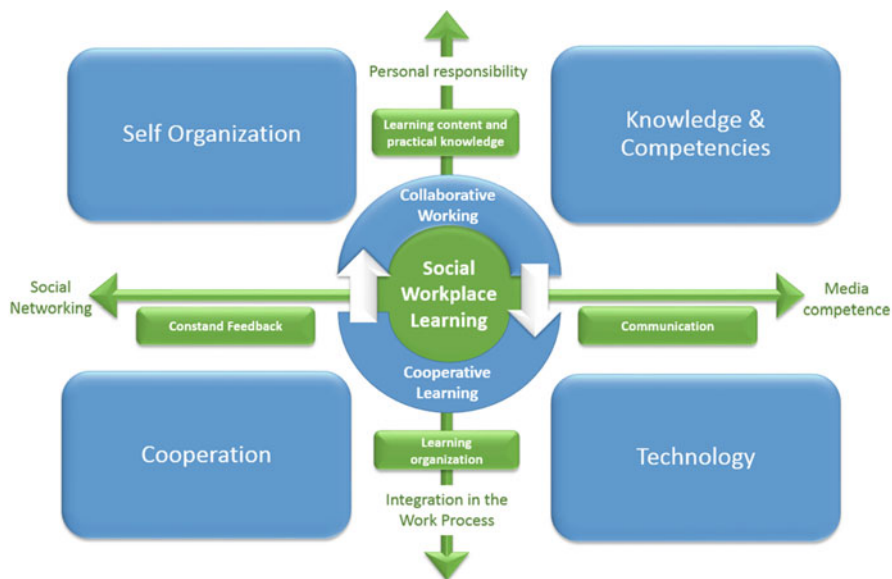 Personal responsibility
Self Organization
Learning content and
practical knowledge
Knowledge &
Competencies
Collaborative
Working
Social
Networking
Social
Workplace
Learning
Media
competence
Constand Feedback
Communication
Cooperative
Learning
Cooperation
Learning
organization
Technology
Integration in the
Work Process